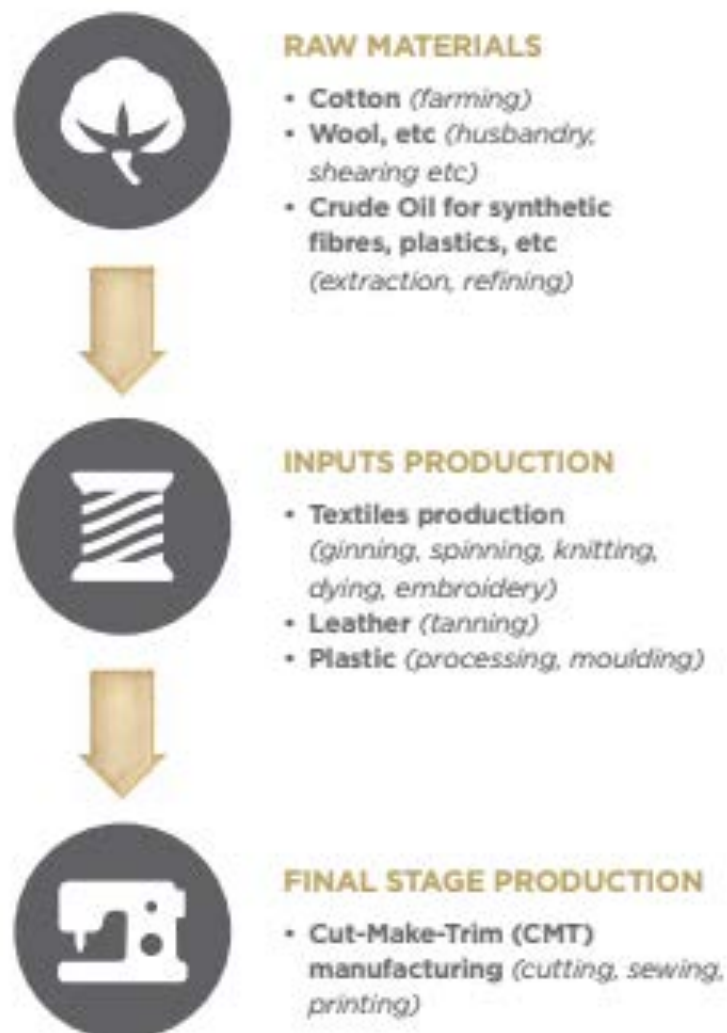 RAW MATERIALS
• Cotton (farming)
• Wool, etc (husbandry,
shearing etc)
• Crude Oil for synthetic
fibres, plastics, etc
(extraction, refining)
INPUTS PRODUCTION
• Textiles production
(ginning, spinning, knitting,
dying, embroidery)
• Leather (tanning)
• Plastic (processing, moulding)
FINAL STAGE PRODUCTION
• Cut-Make-Trim (CMT)
manufacturing (cutting, sewing,
printing)